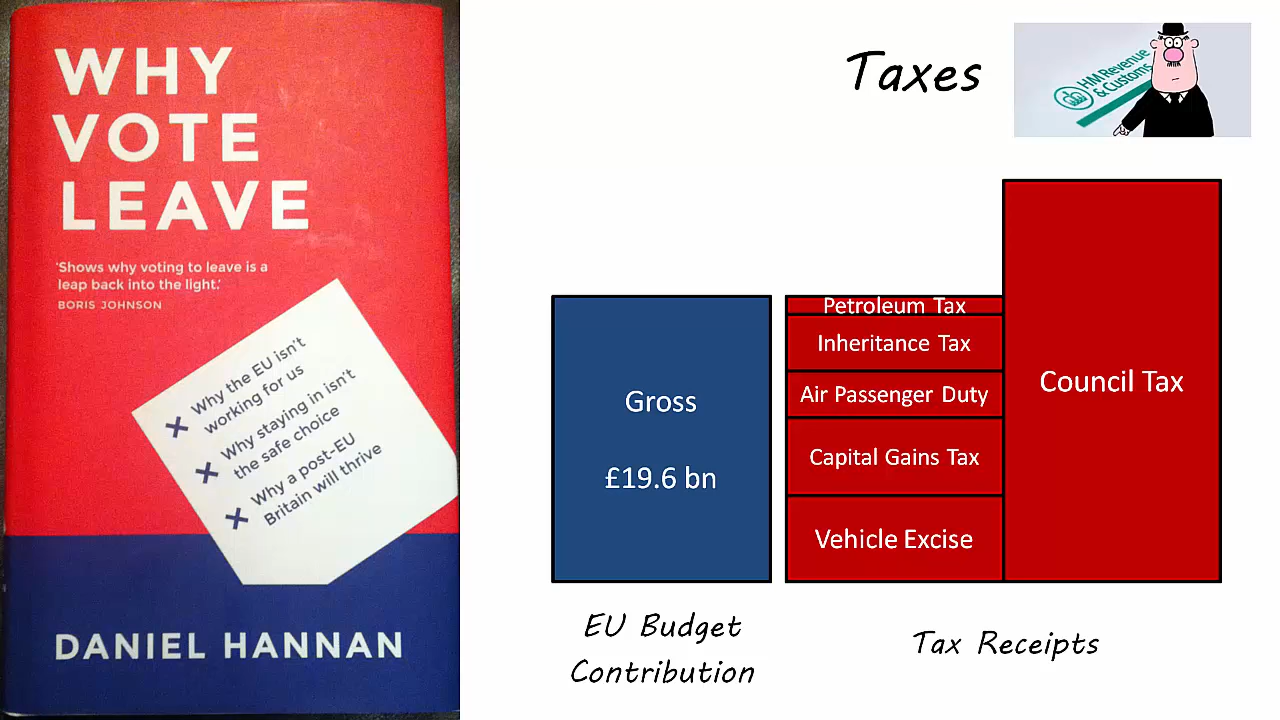 WHY
VOTE
LEAVE
'Shows why voting to leave is a
leap back into the light.'
BORIS JOHNSON
Why the EU isn't
working for us
Why staying in isn't
the safe choice
Why a post-EU
Britain will thrive
DANIEL HANNAN
Taxes
HM Revenue
& Customs
Gross
£19.6 bn
Petroleum Tax
Inheritance Tax
Air Passenger Duty
Capital Gains Tax
Vehicle Excise
Council Tax
EU Budget
Contribution
Tax Receipts